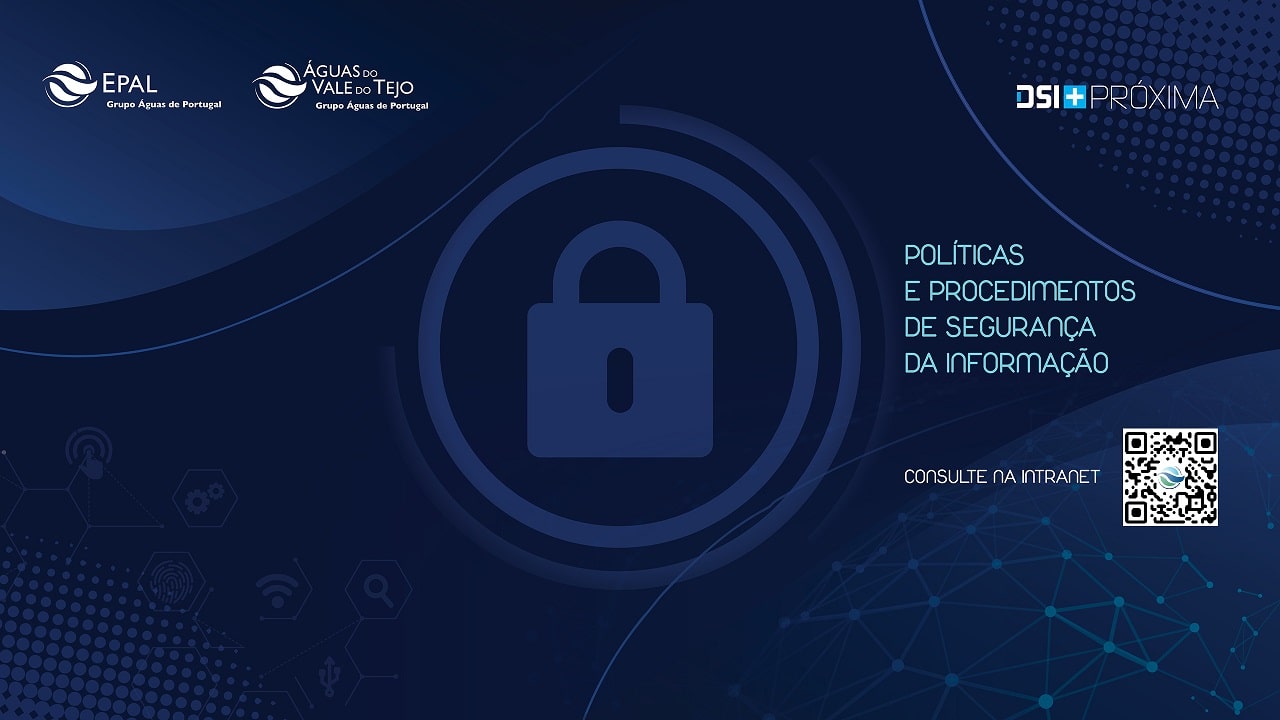 EPAL
Grupo Águas de Portugal
ÁGUAS DO
VALE DO TEJO
Grupo Águas de Portugal
DSI+PRÓXIMA
POLÍTICAS
E PROCEDIMENTOS
DE SEGURANÇA
DA INFORMAÇÃO
CONSULTE NA INTRANET